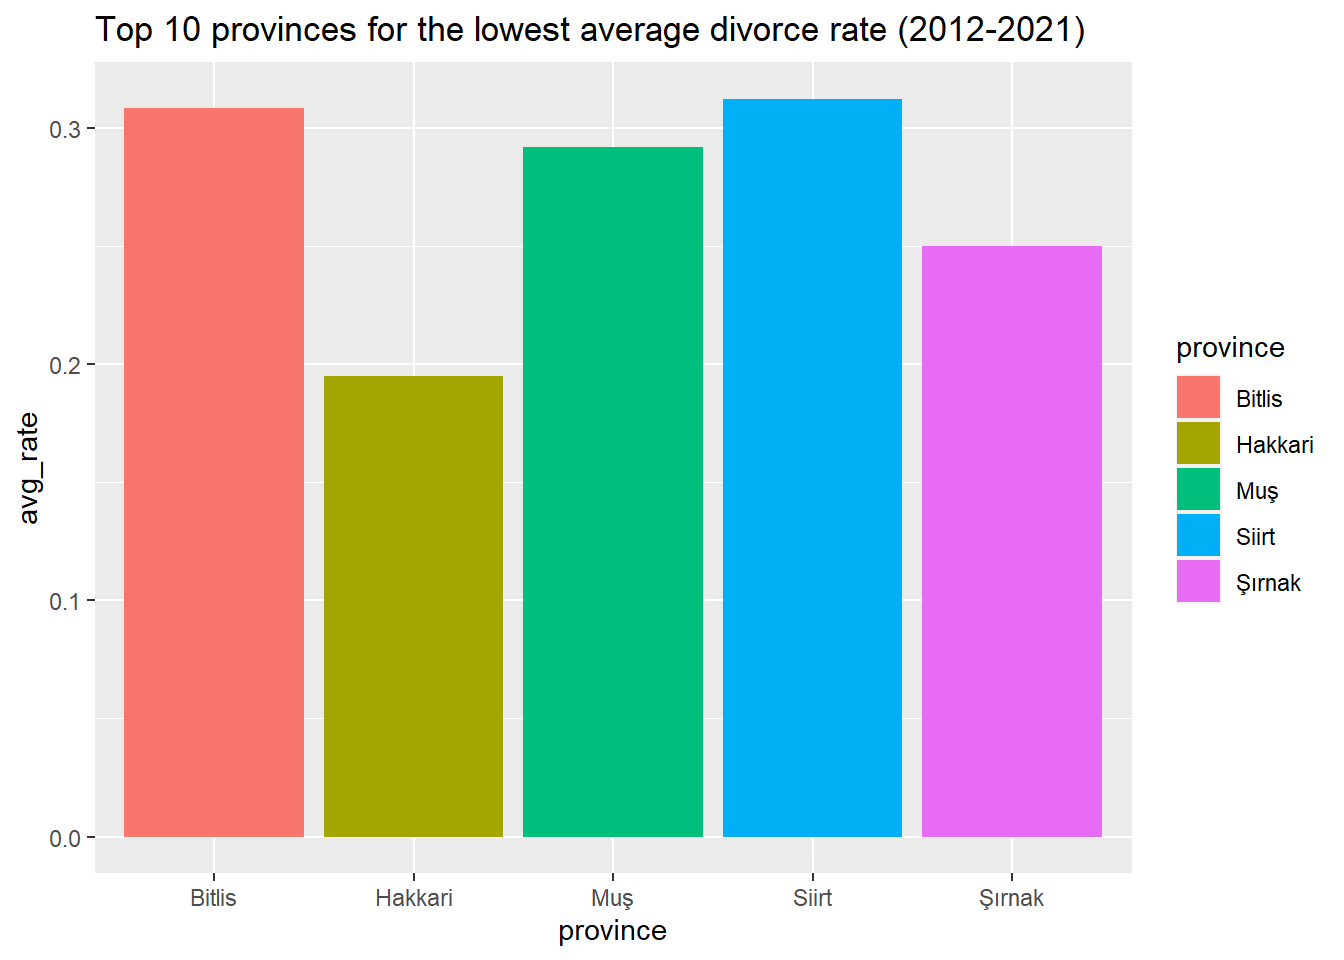 Top 10 provinces for the lowest average divorce rate (2012-2021)
avg_rate
0.3
0.2
0.1
0.0
Bitlis Hakkari Muş Siirt Şırnak
province
province
Bitlis
Hakkari
Muş
Siirt
Şırnak